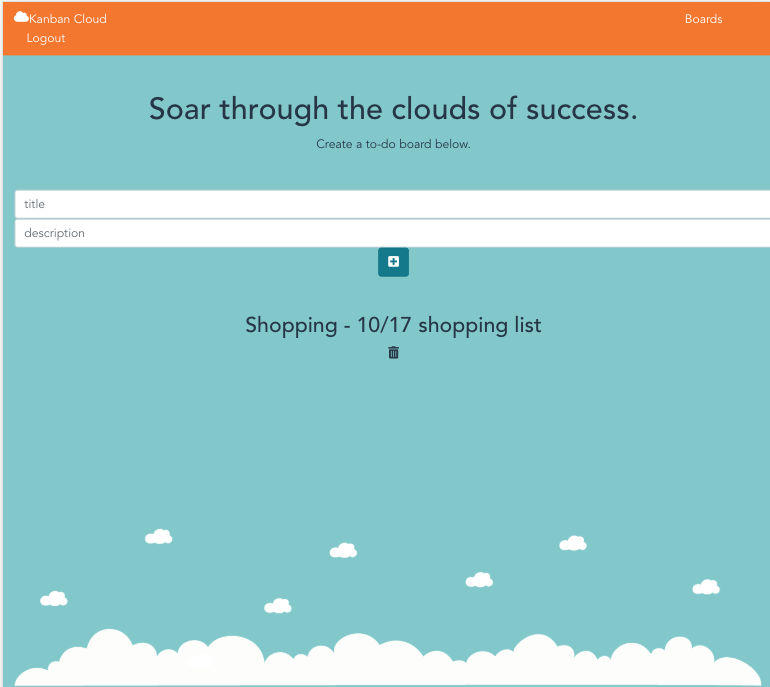 Kanban Cloud
Boards
Logout
Soar through the clouds of success.
Create a to-do board below.
title
description
Shopping - 10/17 shopping list